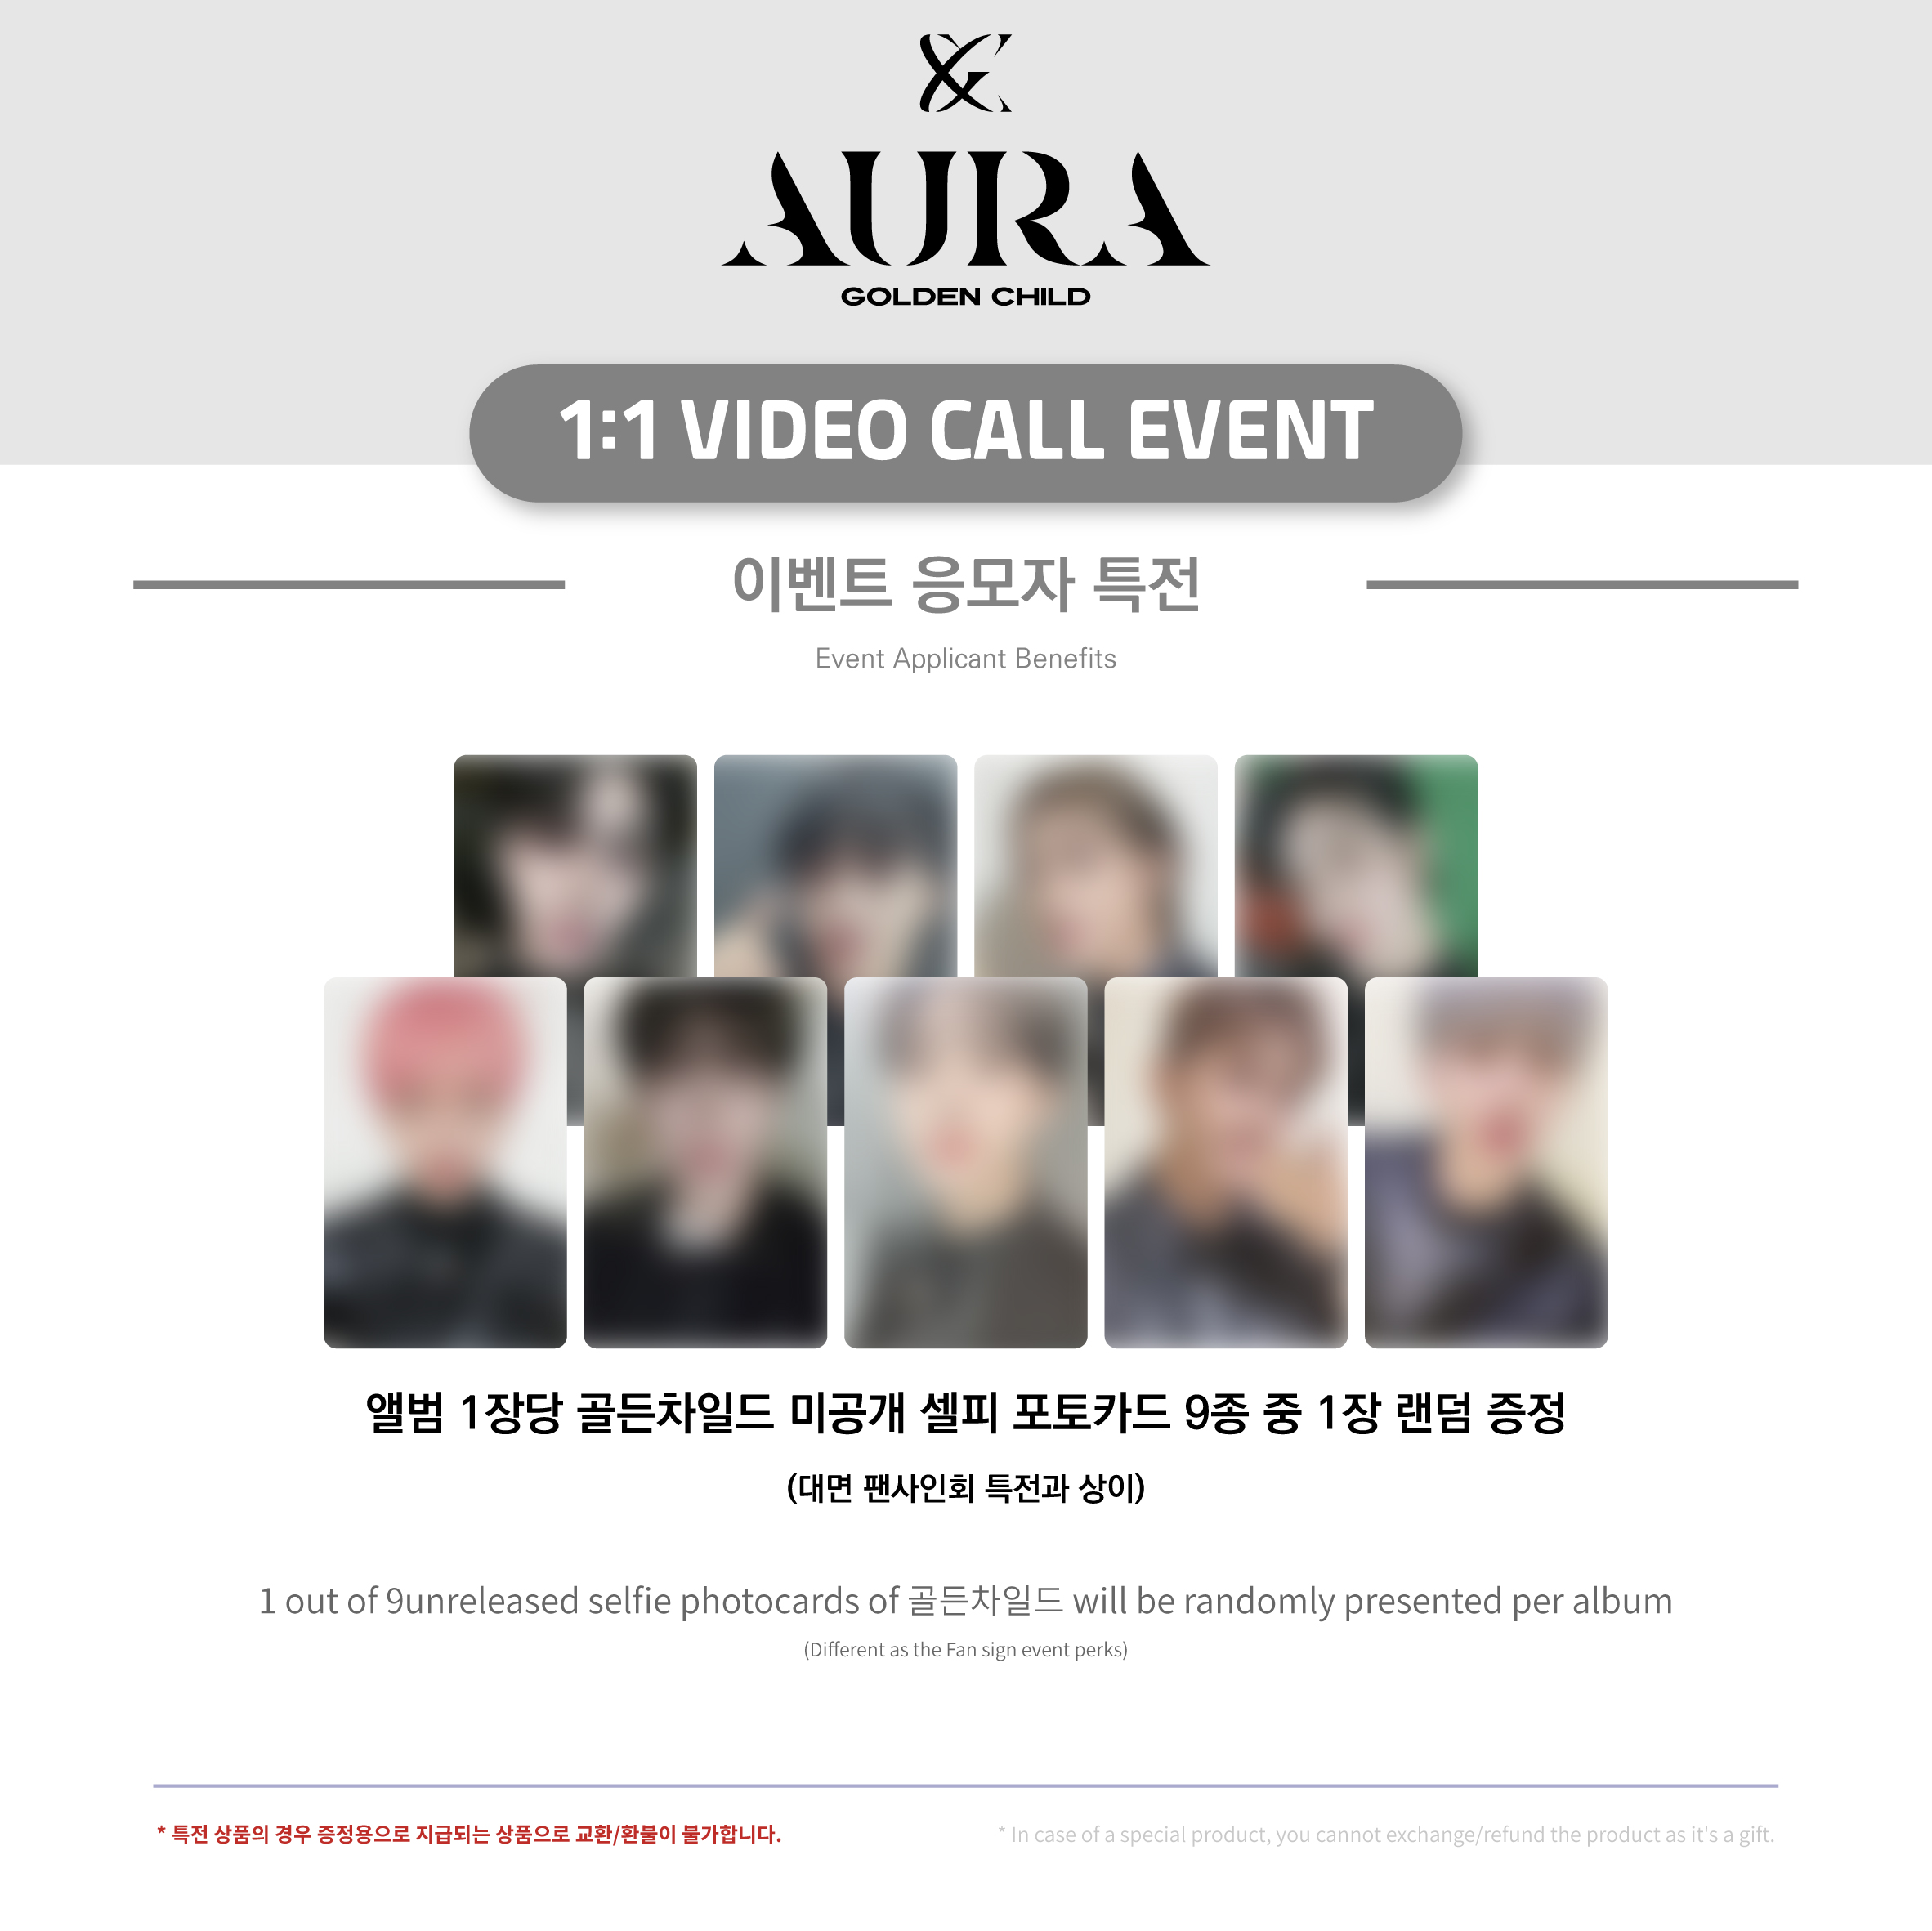 AURA
GOLDEN CHILD
1:1 VIDEO CALL EVENT
이벤트 응모자 특전
Event Applicant Benefits
앨범 1장당 골든차일드 미공개 셀피 포토카드 9종 중 1장 랜덤 증정
(대면 팬사인회 특전과 상이)
1 out of 9unreleased selfie photocards of 골든차일드 will be randomly presented per album
(Different as the Fan sign event perks)
* 특전 상품의 경우 증정용으로 지급되는 상품으로 교환/환불이 불가합니다.
* In case of a special product, you cannot exchange/refund the product as it's a gift.